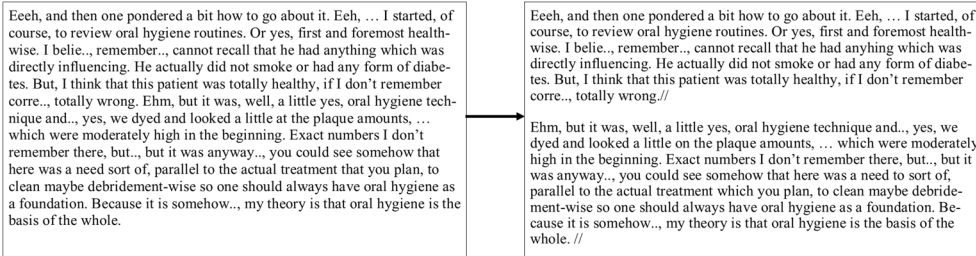 Eeeh, and then one pondered a bit how to go about it. Eeh, … I started, of
course, to review oral hygiene routines. Or yes, first and foremost health-
wise. I belie.., remember.., cannot recall that he had anything which was
directly influencing. He actually did not smoke or had any form of diabe-
tes. But, I think that this patient was totally healthy, if I don’t remember
corre.., totally wrong. Ehm, but it was, well, a little yes, oral hygiene tech-
nique and.., yes, we dyed and looked a little at the plaque amounts, …
which were moderately high in the beginning. Exact numbers I don’t
remember there, but.., but it was anyway.., you could see somehow that
here was a need sort of, parallel to the actual treatment that you plan, to
clean maybe debridement-wise so one should always have oral hygiene as
a foundation. Because it is somehow.., my theory is that oral hygiene is the
basis of the whole.
Eeeh, and then one pondered a bit how to go about it. Eeh, … I started, of
course, to review oral hygiene routines. Or yes, first and foremost health-
wise. I belie.., remember.., cannot recall that he had anyhing which was
directly influencing. He actually did not smoke or had any form of diabe-
tes. But, I think that this patient was totally healthy, if I don’t remember
corre.., totally wrong.//
Ehm, but it was, well, a little yes, oral hygiene technique and.., yes, we
dyed and looked a little on the plaque amounts, … which were moderately
high in the beginning. Exact numbers I don’t remember there, but.., but it
was anyway.., you could see somehow that here was a need to sort of,
parallel to the actual treatment which you plan, to clean maybe debride-
ment-wise so one should always have oral hygiene as a foundation. Be-
cause it is somehow.., my theory is that oral hygiene is the basis of the
whole. //